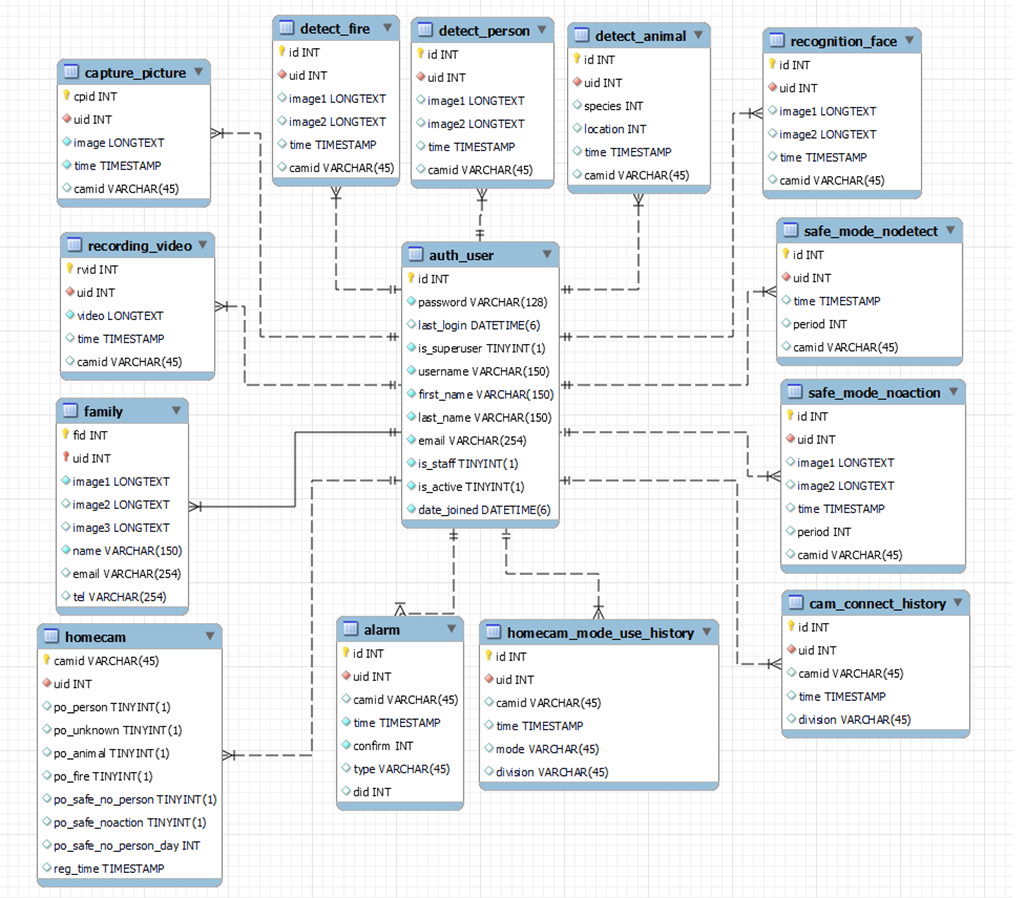 capture_picture
cpid INT
uid INT
image LONGTEXT
time TIMESTAMP
camid VARCHAR(45)
detect_fire
id INT
uid INT
image1 LONGTEXT
image2 LONGTEXT
time TIMESTAMP
camid VARCHAR(45)
detect_person
id INT
uid INT
image1 LONGTEXT
image2 LONGTEXT
time TIMESTAMP
camid VARCHAR(45)
detect_animal
id INT
uid INT
species INT
location INT
time TIMESTAMP
camid VARCHAR(45)
recognition_face
id INT
uid INT
image1 LONGTEXT
image2 LONGTEXT
time TIMESTAMP
camid VARCHAR(45)
recording_video
rvid INT
uid INT
video LONGTEXT
time TIMESTAMP
camid VARCHAR(45)
auth_user
id INT
password VARCHAR(128)
last_login DATETIME(6)
is_superuser TINYINT(1)
username VARCHAR(150)
first_name VARCHAR(150)
last_name VARCHAR(150)
email VARCHAR(254)
is_staff TINYINT(1)
is_active TINYINT(1)
date_joined DATETIME(6)
safe_mode_nodetect
id INT
uid INT
time TIMESTAMP
period INT
camid VARCHAR(45)
family
fid INT
uid INT
image1 LONGTEXT
image2 LONGTEXT
image3 LONGTEXT
name VARCHAR(150)
email VARCHAR(254)
tel VARCHAR(254)
safe_mode_noaction
id INT
uid INT
image1 LONGTEXT
image2 LONGTEXT
time TIMESTAMP
period INT
camid VARCHAR(45)
homecam
camid VARCHAR(45)
uid INT
po_person TINYINT(1)
po_unknown TINYINT(1)
po_animal TINYINT(1)
po_fire TINYINT(1)
po_safe_no_person TINYINT(1)
po_safe_noaction TINYINT(1)
po_safe_no_person_day INT
reg_time TIMESTAMP
alarm
id INT
uid INT
camid VARCHAR(45)
time TIMESTAMP
confirm INT
type VARCHAR(45)
did INT
homecam_mode_use_history
id INT
uid INT
camid VARCHAR(45)
time TIMESTAMP
mode VARCHAR(45)
division VARCHAR(45)
cam_connect_history
id INT
uid INT
camid VARCHAR(45)
time TIMESTAMP
division VARCHAR(45)